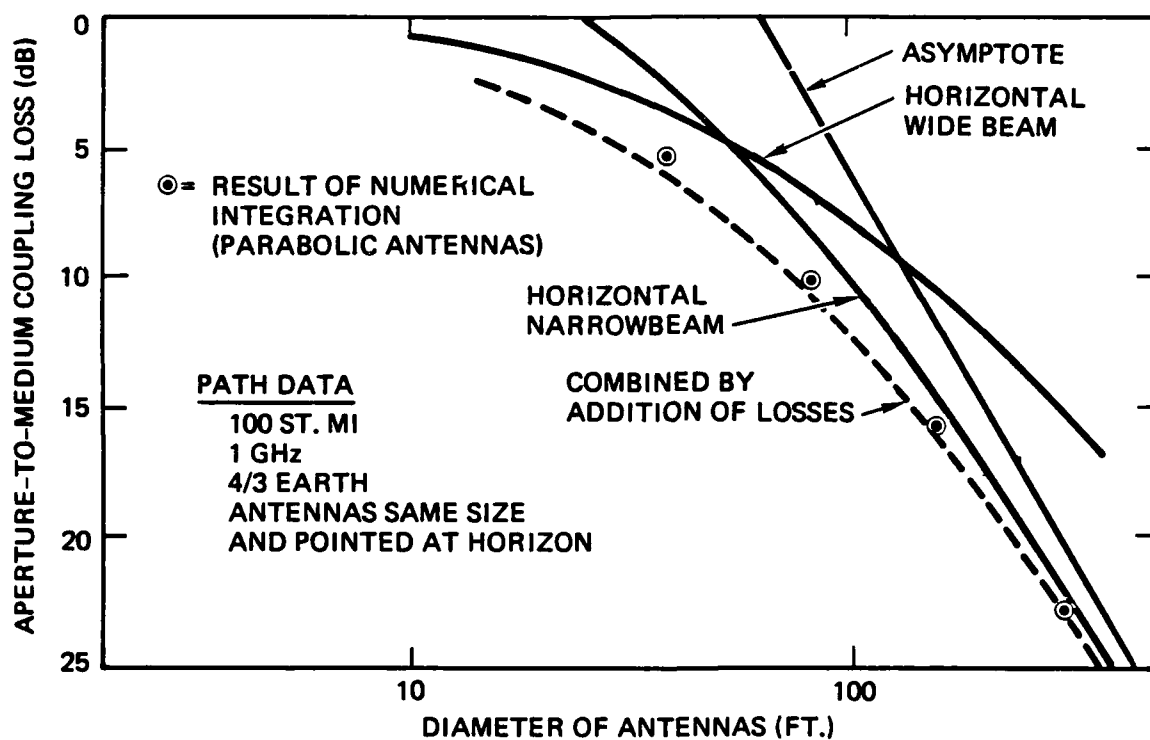 APERTURE-TO-MEDIUM COUPLING LOSS (dB)
0
5
10
15
20
25
ASYMPTOTE
HORIZONTAL
WIDE BEAM
= RESULT OF NUMERICAL
INTEGRATION
(PARABOLIC ANTENNAS)
HORIZONTAL
NARROWBEAM
COMBINED BY
ADDITION OF LOSSES
PATH DATA
100 ST. MI
1 GHz
4/3 EARTH
ANTENNAS SAME SIZE
AND POINTED AT HORIZON
10
100
DIAMETER OF ANTENNAS (FT.)